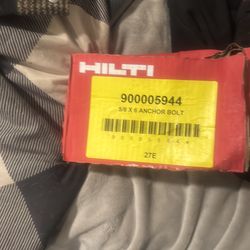 HILTI
900005944
5/8 X 6 ANCHOR BOLT
27E